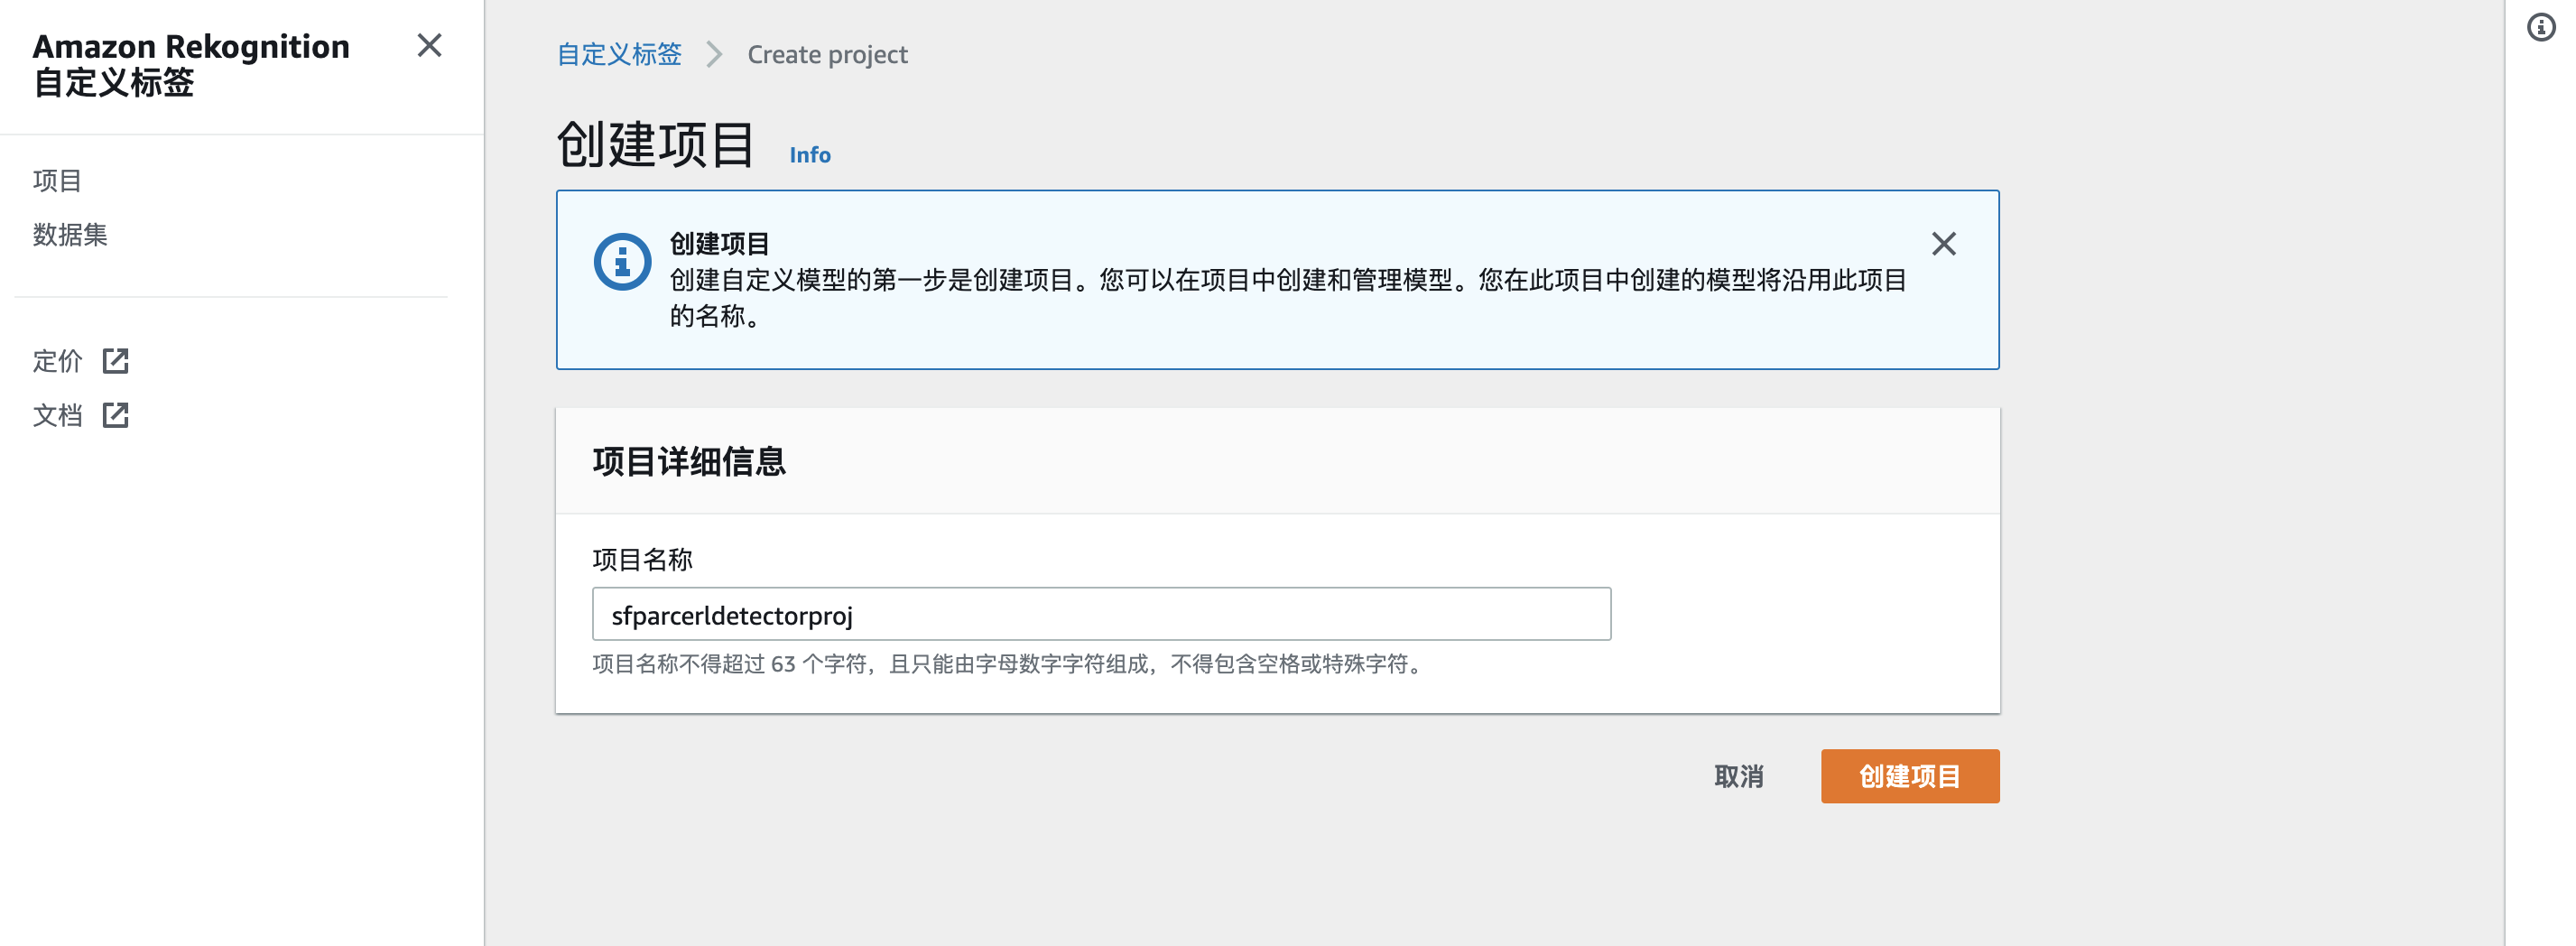 Amazon Rekognition
自定义标签
项目
数据集
定价
文档
自定义标签 Create project
创建项目 Info
创建项目
创建自定义模型的第一步是创建项目。您可以在项目中创建和管理模型。您在此项目中创建的模型将沿用此项目
的名称。
项目详细信息
项目名称
sfparcerldetectorproj
项目名称不得超过 63 个字符，且只能由字母数字字符组成，不得包含空格或特殊字符。
取消 创建项目